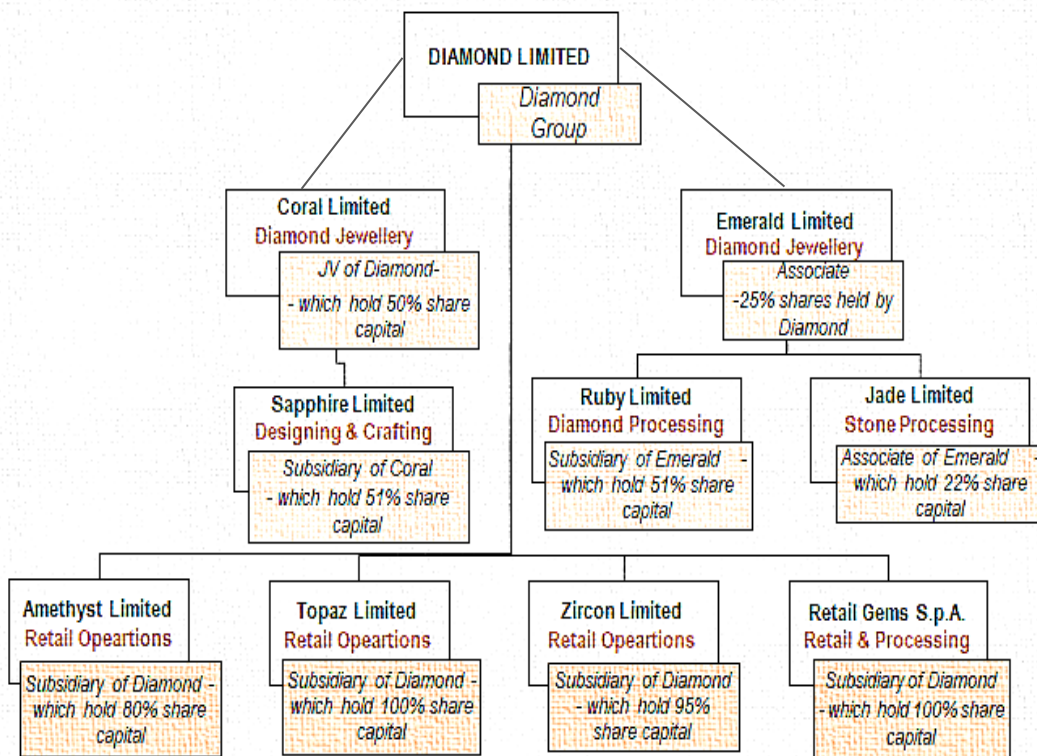 DIAMOND LIMITED
Diamond
Group
Coral Limited
Diamond Jewellery
JV of Diamond-
- which hold 50% share
capital
Emerald Limited
Diamond Jewellery
Associate
-25% shares held by
Diamond
Sapphire Limited
Designing & Crafting
Subsidiary of Coral
- which hold 51% share
capital
Ruby Limited
Diamond Processing
Subsidiary of Emerald -
which hold 51% share
capital
Jade Limited
Stone Processing
Associate of Emerald -
which hold 22% share
capital
Amethyst Limited
Retail Opeartions
Subsidiary of Diamond -
which hold 80% share
capital
Topaz Limited
Retail Opeartions
Subsidiary of Diamond -
which hold 100% share
capital
Zircon Limited
Retail Opeartions
Subsidiary of Diamond
- which hold 95%
share capital
Retail Gems S.p.A.
Retail & Processing
Subsidiary of Diamond
- which hold 100% share
capital